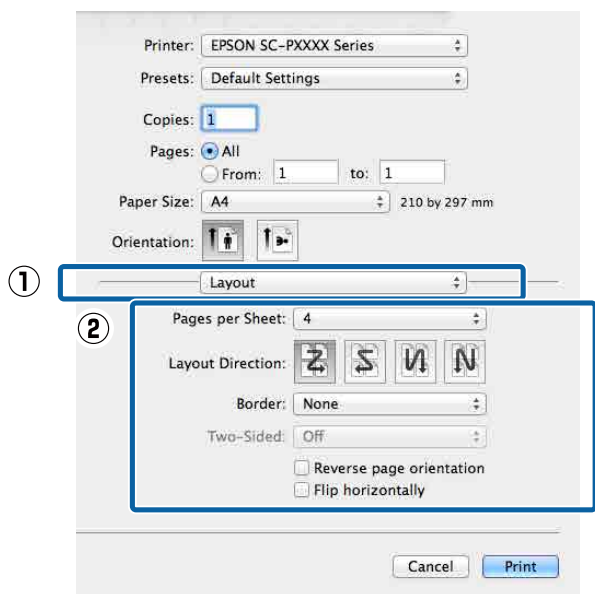 Printer: EPSON SC-PXXXX Series
Presets: Default Settings
Copies: 1
Pages: All
From: 1 to: 1
Paper Size: A4 210 by 297 mm
Orientation:
① Layout
②
Pages per Sheet: 4
Layout Direction:
Border: None
Two-Sided: Off
Reverse page orientation
Flip horizontally
Cancel Print